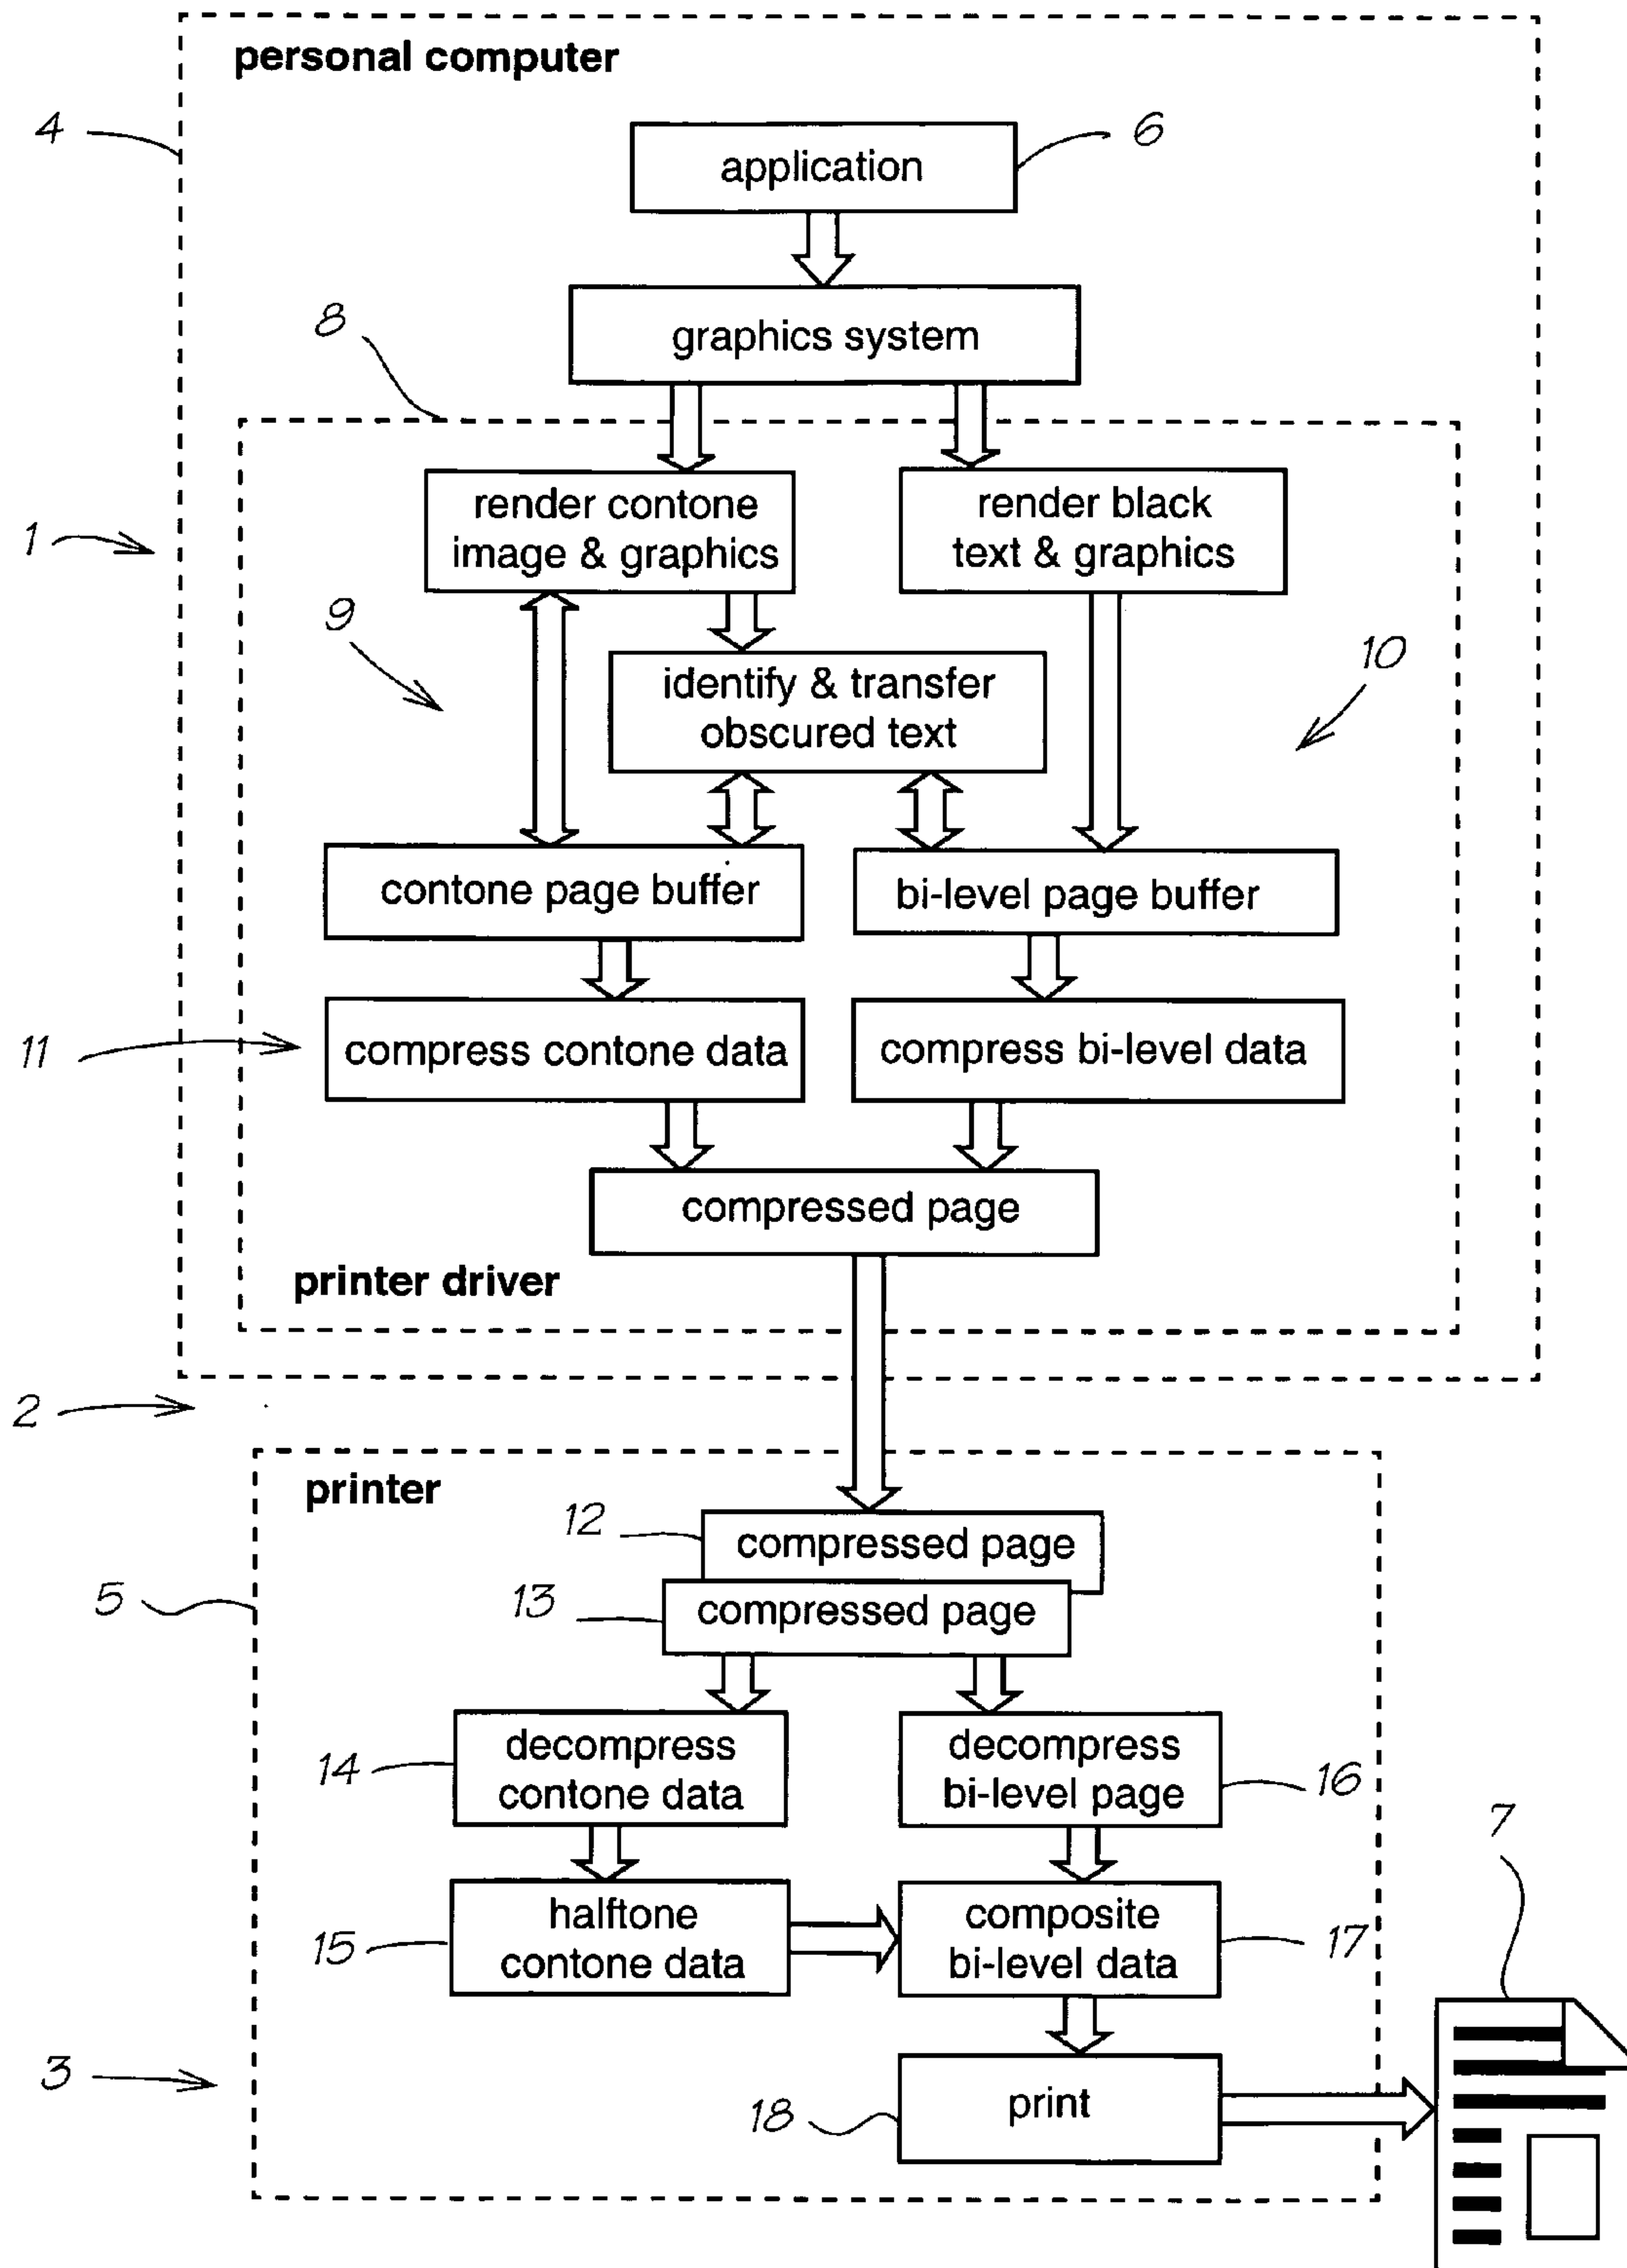 personal computer
4
application
6
8
graphics system
1
render contone
image & graphics
render black
text & graphics
9
identify & transfer
obscured text
10
contone page buffer
bi-level page buffer
11
compress contone data
compress bi-level data
compressed page
printer driver
2
printer
12
compressed page
5
13
compressed page
14
decompress
contone data
decompress
bi-level page
16
7
15
halftone
contone data
composite
bi-level data
17
3
18
print